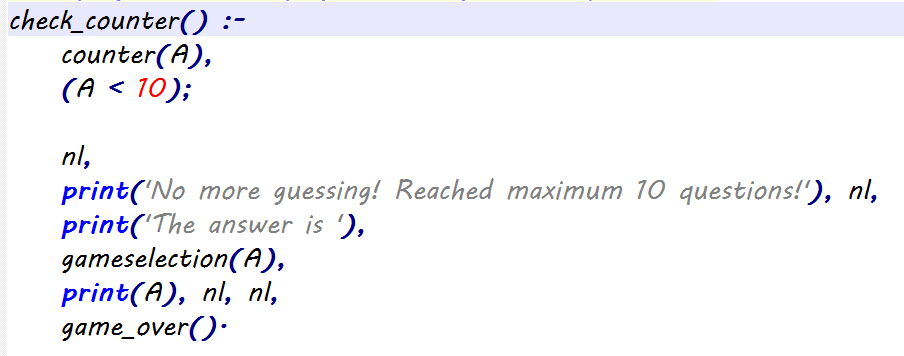 check_counter() :-
counter(A),
(A < 10);
nl,
print('No more guessing! Reached maximum 10 questions!'), nl,
print('The answer is '),
gameselection(A),
print(A), nl, nl,
game_over().